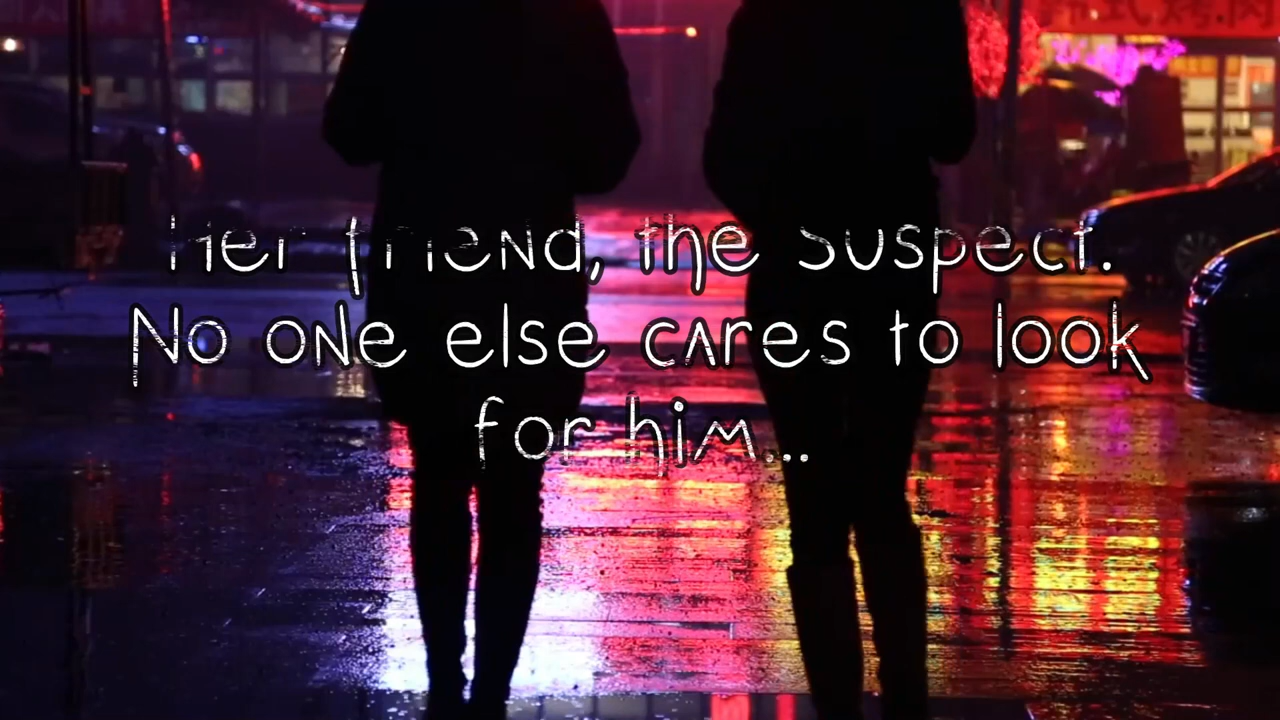 Her friend, the suspect.
No one else cares to look
for him...